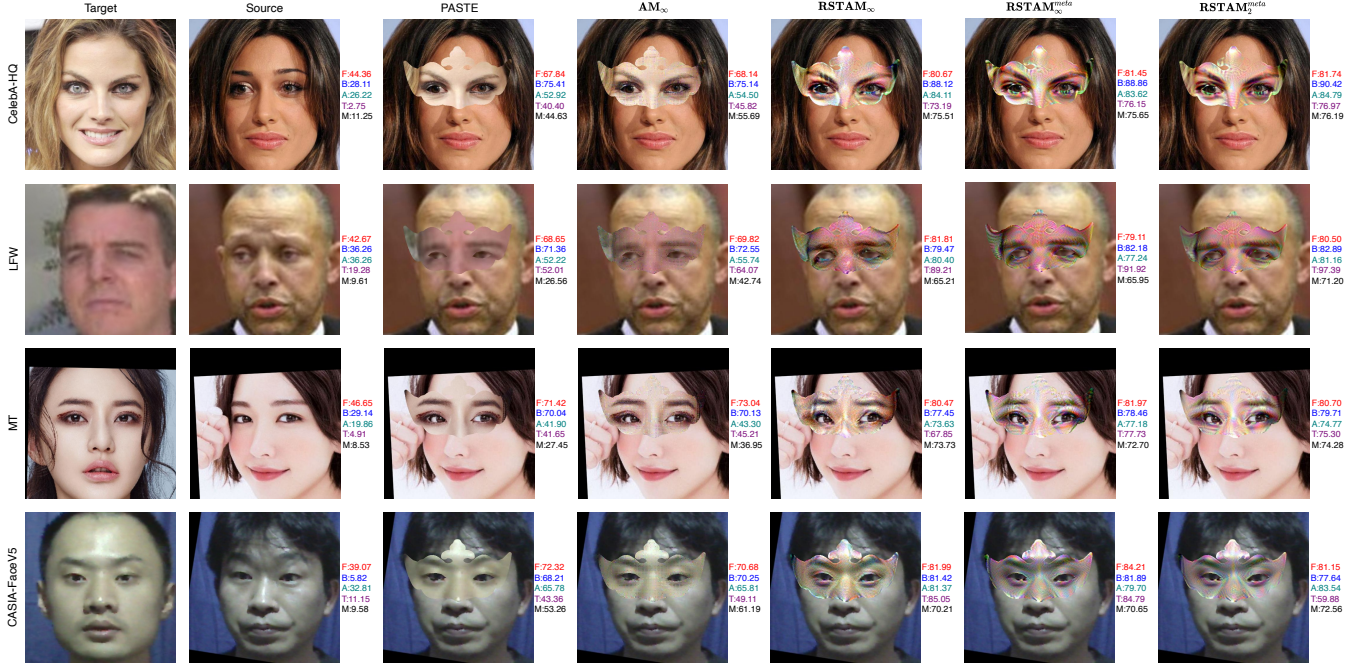 Target Source PASTE AM∞ RSTAM∞ RSTAM∞^meta RSTAM₂^meta
CelebA-HQ
F:44.36 F:67.84 F:68.14 F:80.67 F:81.45 F:81.74
B:28.11 B:75.41 B:75.14 B:88.12 B:88.86 B:90.42
A:26.22 A:52.92 A:54.50 A:84.11 A:83.62 A:84.79
T:2.75 T:40.40 T:45.82 T:73.19 T:76.15 T:76.97
M:11.25 M:44.63 M:55.69 M:75.51 M:75.65 M:76.19
LFW
F:42.67 F:68.65 F:69.82 F:81.81 F:79.11 F:80.50
B:36.26 B:71.36 B:72.55 B:79.47 B:82.18 B:82.89
A:36.26 A:52.22 A:55.74 A:80.40 A:77.24 A:81.16
T:19.28 T:52.01 T:64.07 T:89.21 T:91.92 T:97.39
M:9.61 M:26.56 M:42.74 M:65.21 M:65.95 M:71.20
MT
F:46.65 F:71.42 F:73.04 F:80.47 F:81.97 F:80.70
B:29.14 B:70.04 B:70.13 B:77.45 B:78.46 B:79.71
A:19.86 A:41.90 A:43.30 A:73.63 A:77.18 A:74.77
T:4.91 T:41.65 T:45.21 T:67.85 T:77.73 T:75.30
M:8.53 M:27.45 M:36.95 M:73.73 M:72.70 M:74.28
CASIA-FaceV5
F:39.07 F:72.32 F:70.68 F:81.99 F:84.21 F:81.15
B:5.82 B:68.21 B:70.25 B:81.42 B:81.89 B:77.64
A:32.81 A:65.78 A:65.81 A:81.37 A:79.70 A:83.54
T:11.15 T:43.36 T:49.11 T:85.05 T:84.79 T:59.88
M:9.58 M:53.26 M:61.19 M:70.21 M:70.65 M:72.56